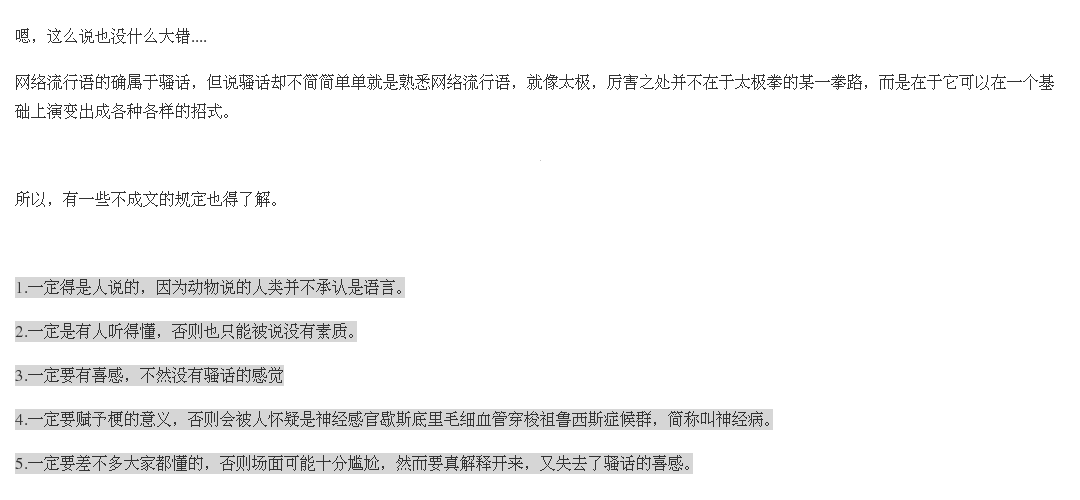 嗯，这么说也没什么大错....
网络流行语的确属于骚话，但说骚话却不简简单单就是熟悉网络流行语，就像太极，厉害之处并不在于太极拳的某一拳路，而是在于它可以在一个基
础上演变出成各种各样的招式。
所以，有一些不成文的规定也得了解。
1.一定得是人说的，因为动物说的人类并不承认是语言。
2.一定是有人听得懂，否则也只能被说没有素质。
3.一定要有喜感，不然没有骚话的感觉
4.一定要赋予梗的意义，否则会被人怀疑是神经感官歇斯底里毛细血管穿梭祖鲁西斯症候群，简称叫神经病。
5.一定要差不多大家都懂的，否则场面可能十分尴尬，然而要真解释开来，又失去了骚话的喜感。